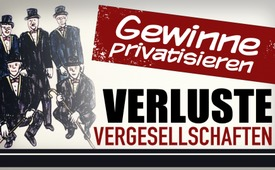 Gewinne
privatisieren
VERLUSTE
VERGESELLSCHAFTEN